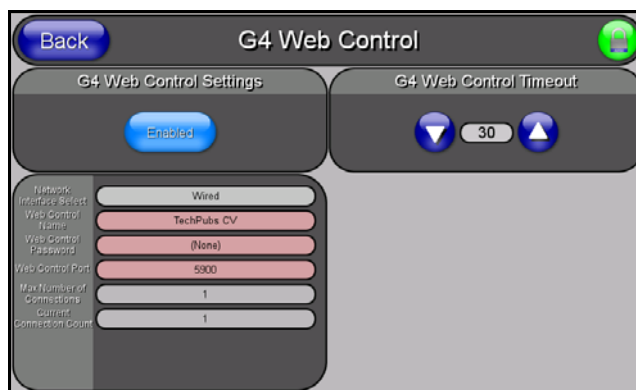 Back
G4 Web Control
G4 Web Control Settings
Enabled
G4 Web Control Timeout
30
Network
Interface Select
Wired
Web Control
Name
TechPubs CV
Web Control
Password
(None)
Web Control Port
5900
Max Number of
Connections
1
Current
Connection Count
1